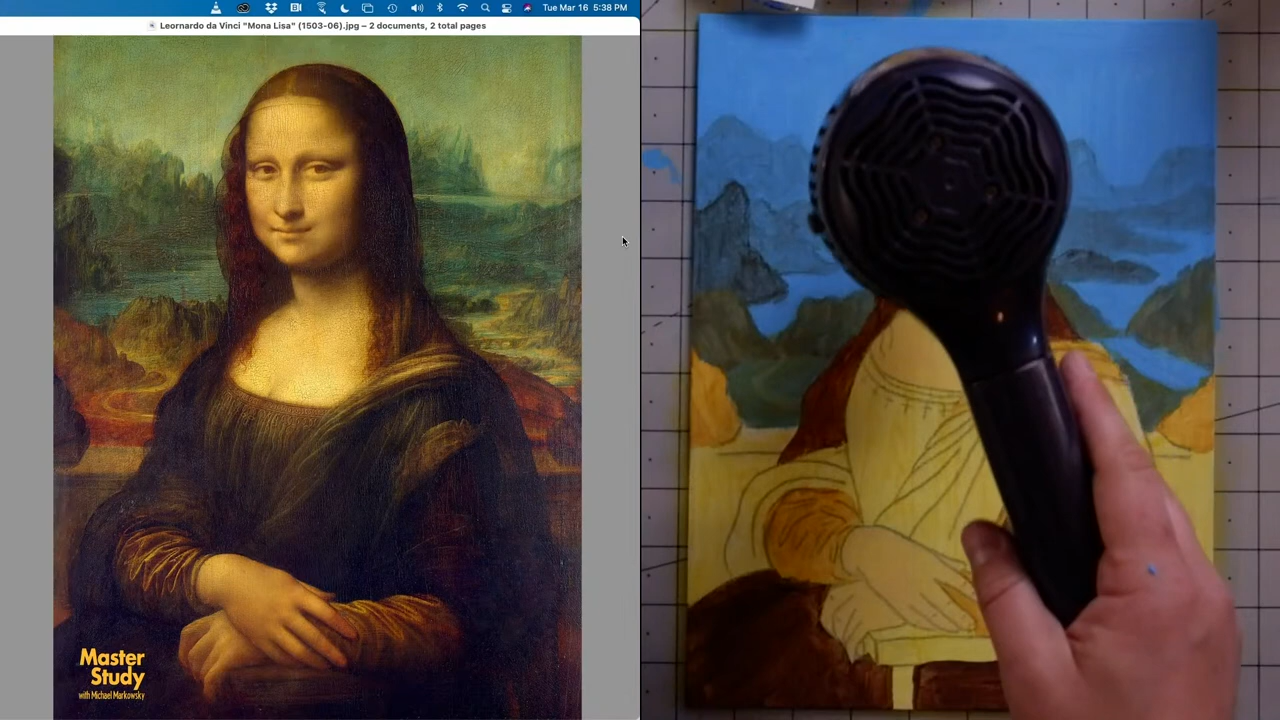 Tue Mar 16 5:38 PM
Leornardo da Vinci "Mona Lisa" (1503-06).jpg – 2 documents, 2 total pages
Master
Study
with Michael Markowsky